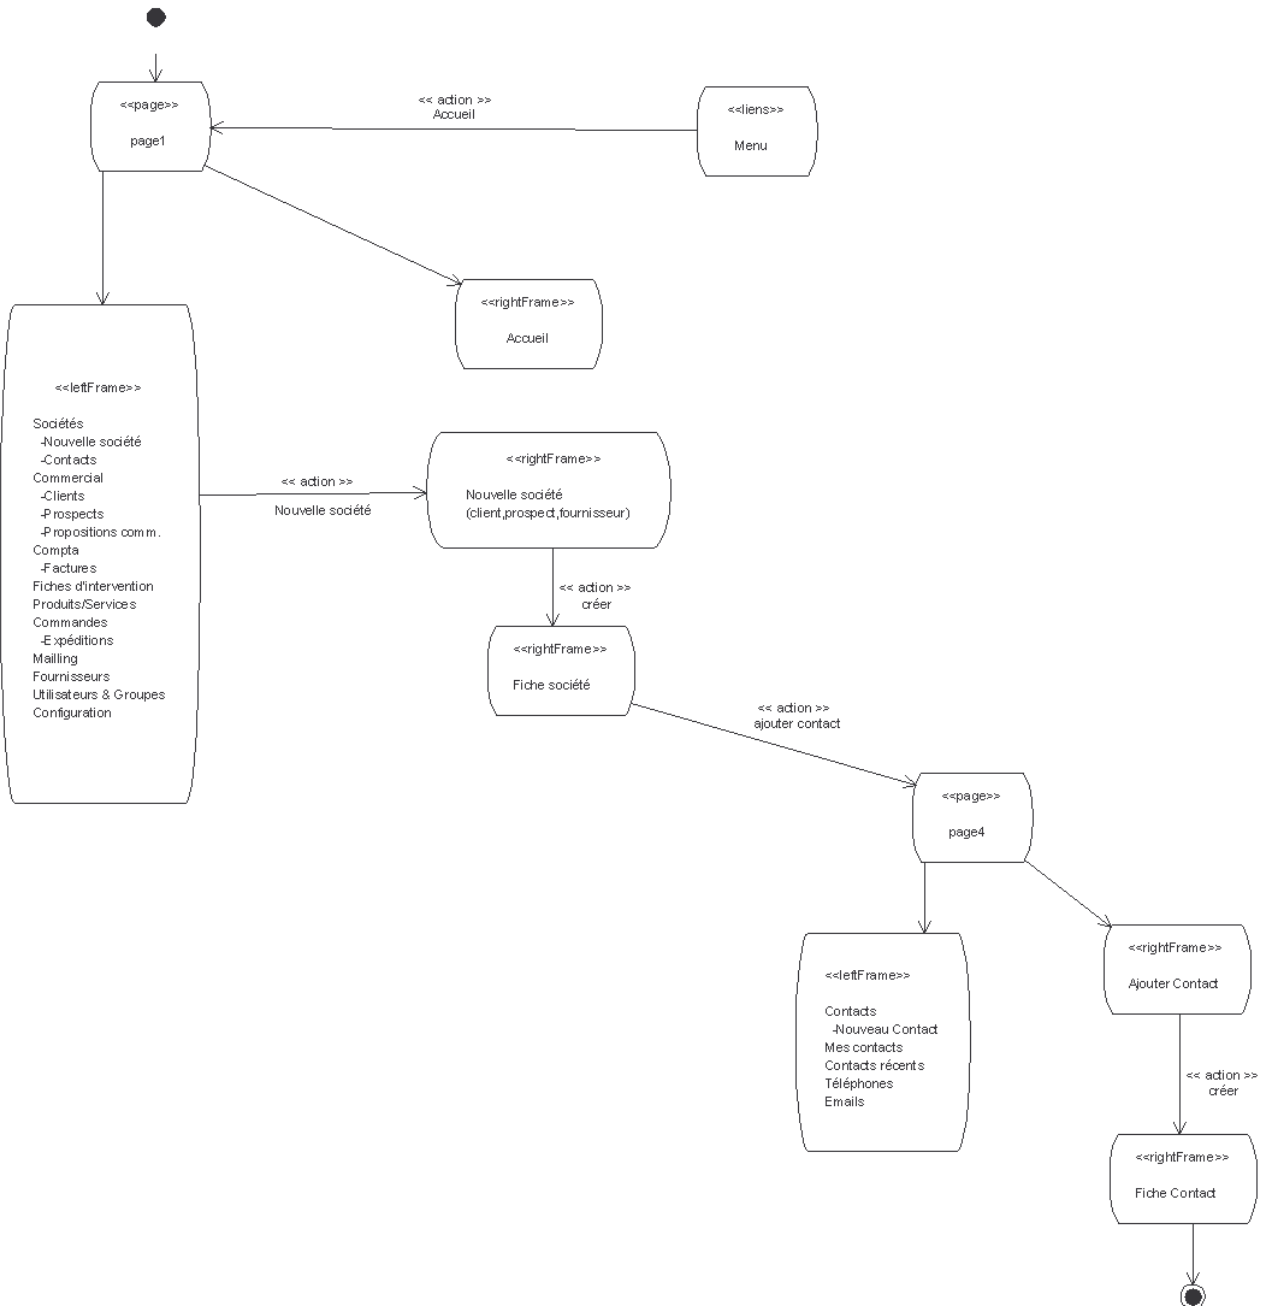 <<page>>
page1
<< action >>
Accueil
<<liens>>
Menu
<<rightFrame>>
Accueil
<<leftFrame>>
Sociétés
-Nouvelle société
-Contacts
Commercial
-Clients
-Prospects
-Propositions comm.
Compta
-Factures
Fiches d'intervention
Produits/Services
Commandes
-Expéditions
Mailling
Fournisseurs
Utilisateurs & Groupes
Configuration
<< action >>
Nouvelle société
<<rightFrame>>
Nouvelle société
(client,prospect,fournisseur)
<< action >>
créer
<<rightFrame>>
Fiche société
<< action >>
ajouter contact
<<page>>
page4
<<leftFrame>>
Contacts
-Nouveau Contact
Mes contacts
Contacts récents
Téléphones
Emails
<<rightFrame>>
Ajouter Contact
<< action >>
créer
<<rightFrame>>
Fiche Contact